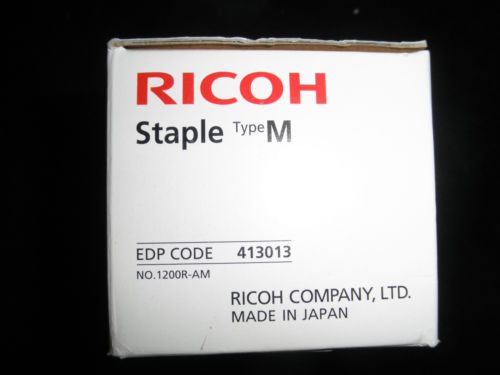 RICOH
Staple Type M
EDP CODE 413013
NO.1200R-AM
RICOH COMPANY, LTD.
MADE IN JAPAN